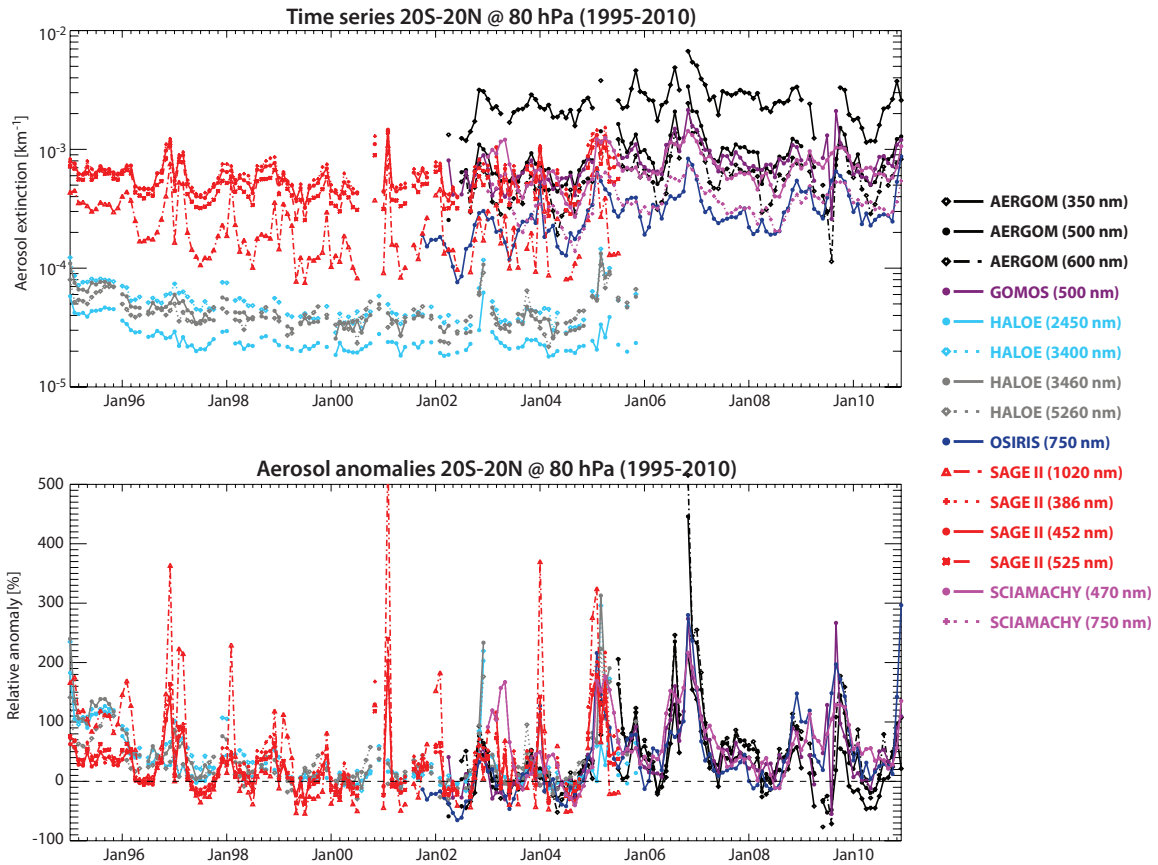 Time series 20S-20N @ 80 hPa (1995-2010)
Aerosol extinction [km-1]
10-2
10-3
10-4
10-5
Jan96 Jan98 Jan00 Jan02 Jan04 Jan06 Jan08 Jan10
Aerosol anomalies 20S-20N @ 80 hPa (1995-2010)
Relative anomaly [%]
500
400
300
200
100
0
-100
Jan96 Jan98 Jan00 Jan02 Jan04 Jan06 Jan08 Jan10
AERGOM (350 nm)
AERGOM (500 nm)
AERGOM (600 nm)
GOMOS (500 nm)
HALOE (2450 nm)
HALOE (3400 nm)
HALOE (3460 nm)
HALOE (5260 nm)
OSIRIS (750 nm)
SAGE II (1020 nm)
SAGE II (386 nm)
SAGE II (452 nm)
SAGE II (525 nm)
SCIAMACHY (470 nm)
SCIAMACHY (750 nm)